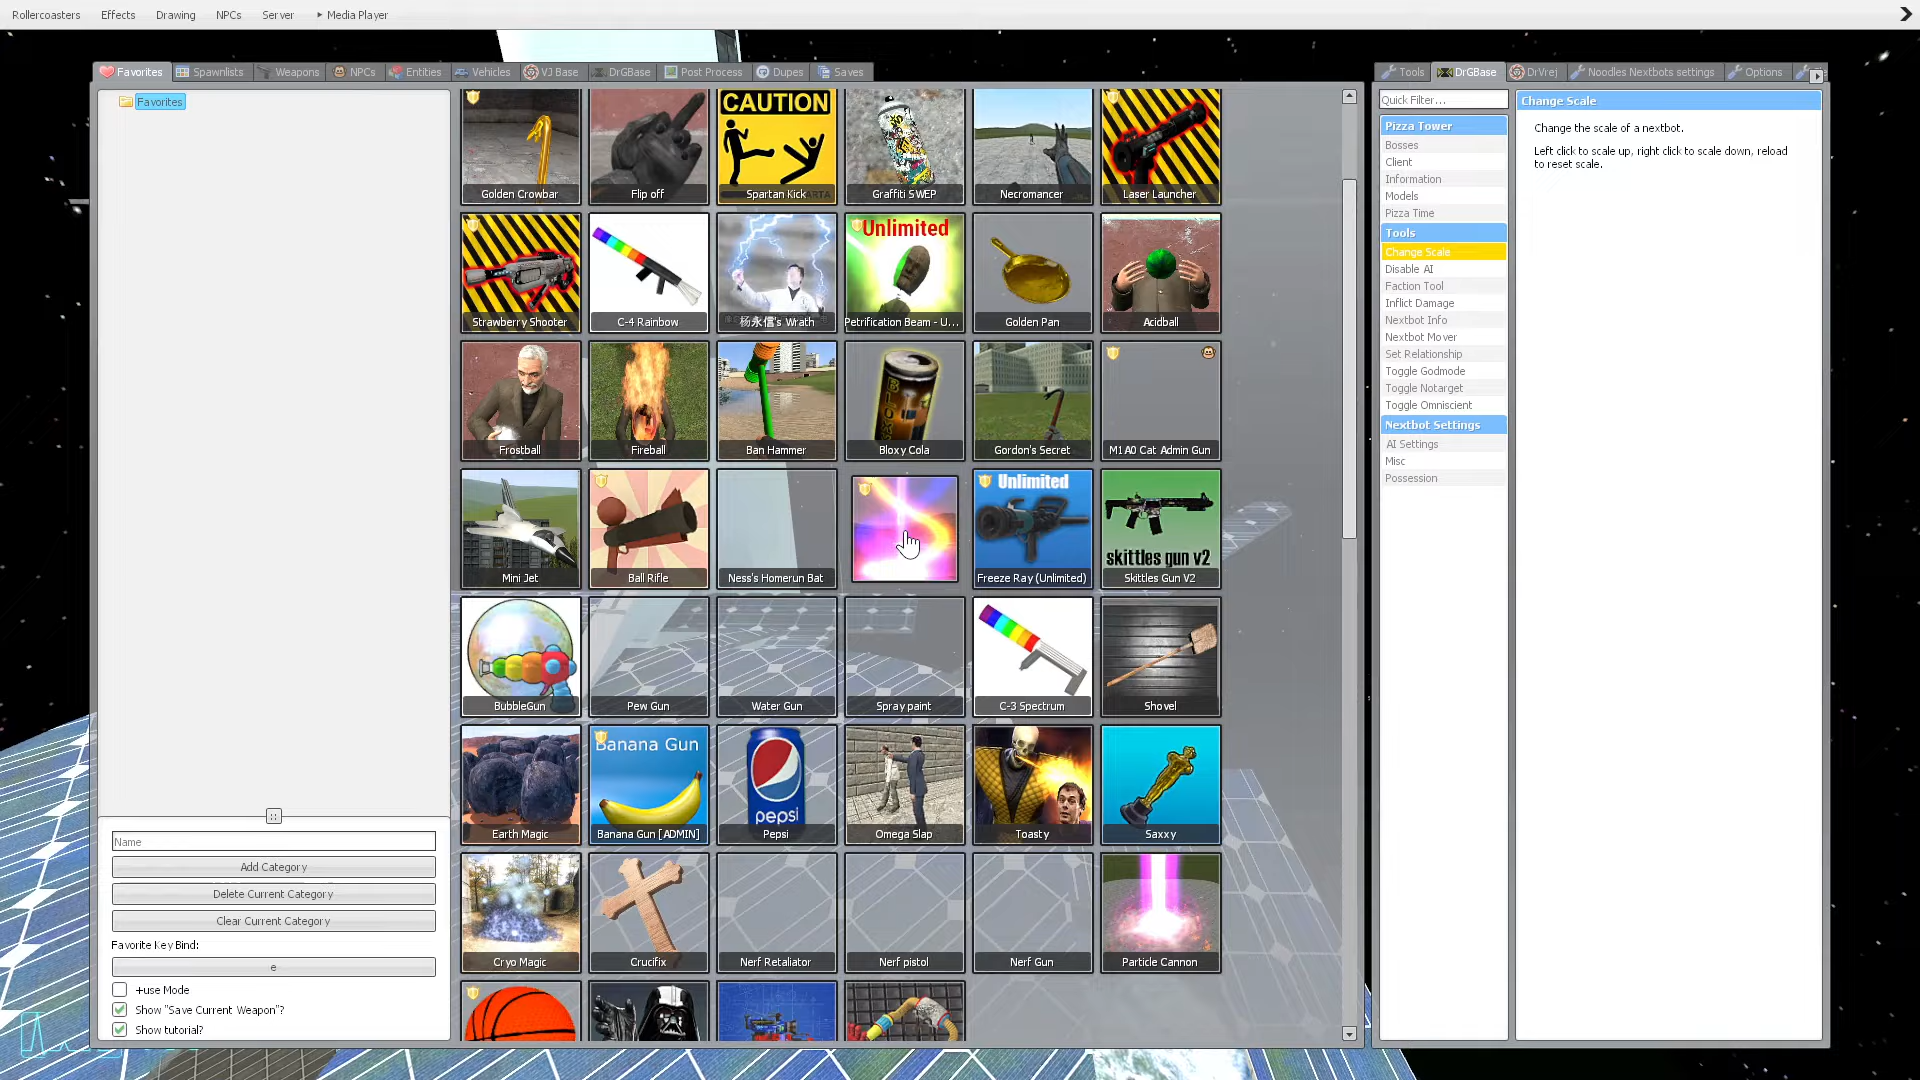 Rollercoasters Effects Drawing NPCs Server Media Player
Favorites Spawnlists Weapons NPCs Entities Vehicles VJ Base DrGBase Post Process Dupes Saves
Tools DrGBase DrVrej Noodles Nextbots settings Options
Favorites
CAUTION
Golden Crowbar Flip off Spartan Kick Graffiti SWEP Necromancer Laser Launcher
Unlimited
Strawberry Shooter C-4 Rainbow 杨永信's Wrath Petrification Beam - U... Golden Pan Acidball
Frostball Fireball Ban Hammer Bloxy Cola Gordon's Secret M1A0 Cat Admin Gun
Unlimited
skittles gun v2
Mini Jet Ball Rifle Ness's Homerun Bat Freeze Ray (Unlimited) Skittles Gun V2
BubbleGun Pew Gun Water Gun Spray paint C-3 Spectrum Shovel
Banana Gun
pepsi
Earth Magic Banana Gun [ADMIN] Pepsi Omega Slap Toasty Saxxy
Cryo Magic Crucifix Nerf Retaliator Nerf pistol Nerf Gun Particle Cannon
Name
Add Category
Delete Current Category
Clear Current Category
Favorite Key Bind:
e
+use Mode
Show "Save Current Weapon"?
Show tutorial?
Quick Filter...
Pizza Tower
Bosses
Client
Information
Models
Pizza Time
Tools
Change Scale
Disable AI
Faction Tool
Inflict Damage
Nextbot Info
Nextbot Mover
Set Relationship
Toggle Godmode
Toggle Notarget
Toggle Omniscient
Nextbot Settings
AI Settings
Misc
Possession
Change Scale
Change the scale of a nextbot.
Left click to scale up, right click to scale down, reload
to reset scale.